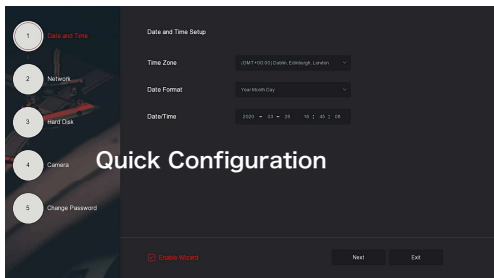 1 Date and Time
Date and Time Setup
Time Zone (GMT+00:00) Dublin, Edinburgh, London
2 Network
Date Format Year Month Day
3 Hard Disk
Date/Time 2020 - 03 - 25 16 : 45 : 05
4 Camera
Quick Configuration
5 Change Password
Enable Wizard
Next
Exit